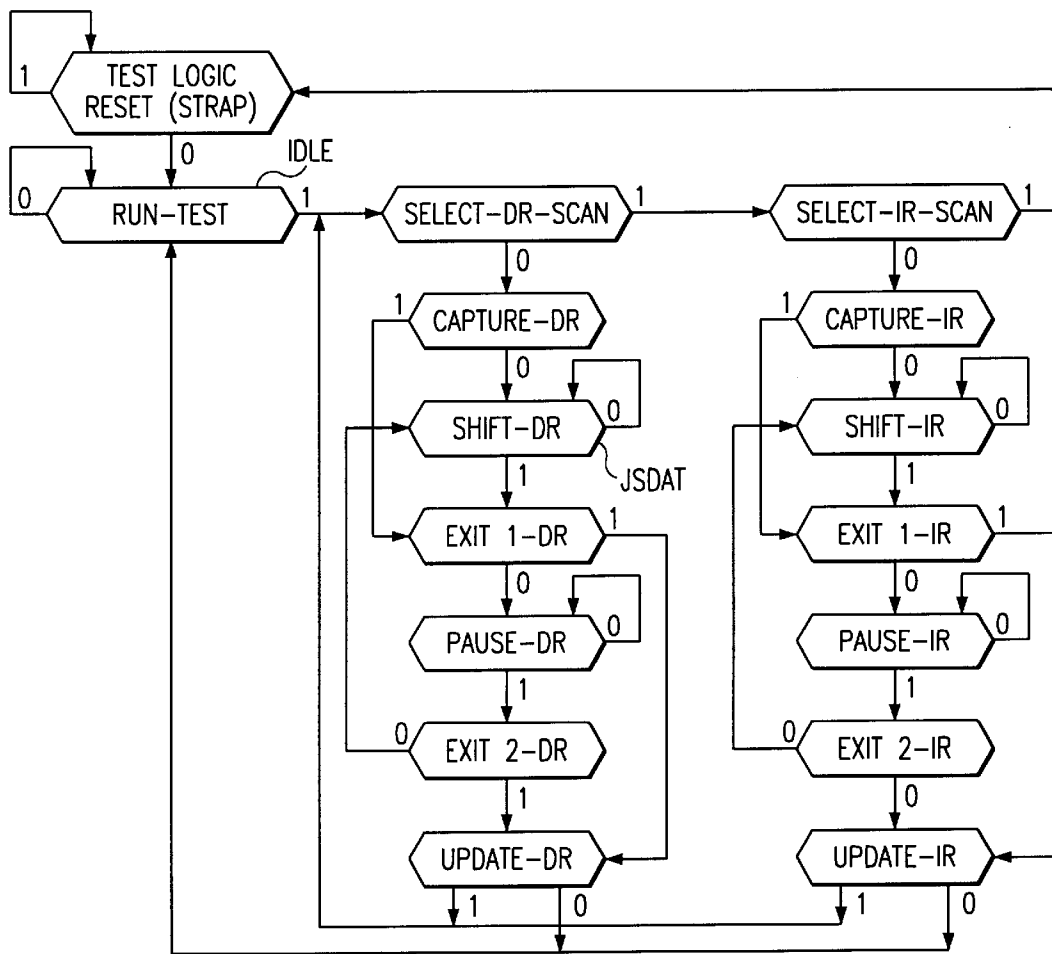 TEST LOGIC
RESET (STRAP)
1
0
IDLE
0
RUN-TEST
1
SELECT-DR-SCAN
1
SELECT-IR-SCAN
1
0
0
1
CAPTURE-DR
1
CAPTURE-IR
0
0
SHIFT-DR
0
SHIFT-IR
0
1
JSDAT
1
EXIT 1-DR
1
EXIT 1-IR
1
0
0
PAUSE-DR
0
PAUSE-IR
0
1
1
0
EXIT 2-DR
0
EXIT 2-IR
1
0
UPDATE-DR
UPDATE-IR
1
0
1
0